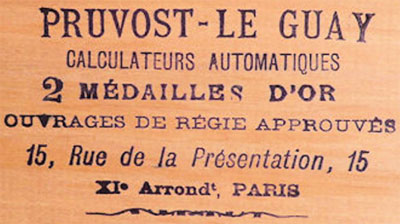 PRUVOST-LE GUAY
CALCULATEURS AUTOMATIQUES
2 MÉDAILLES D'OR
OUVRAGES DE RÉGIE APPROUVÉS
15, Rue de la Présentation, 15
XIe Arrondt, PARIS